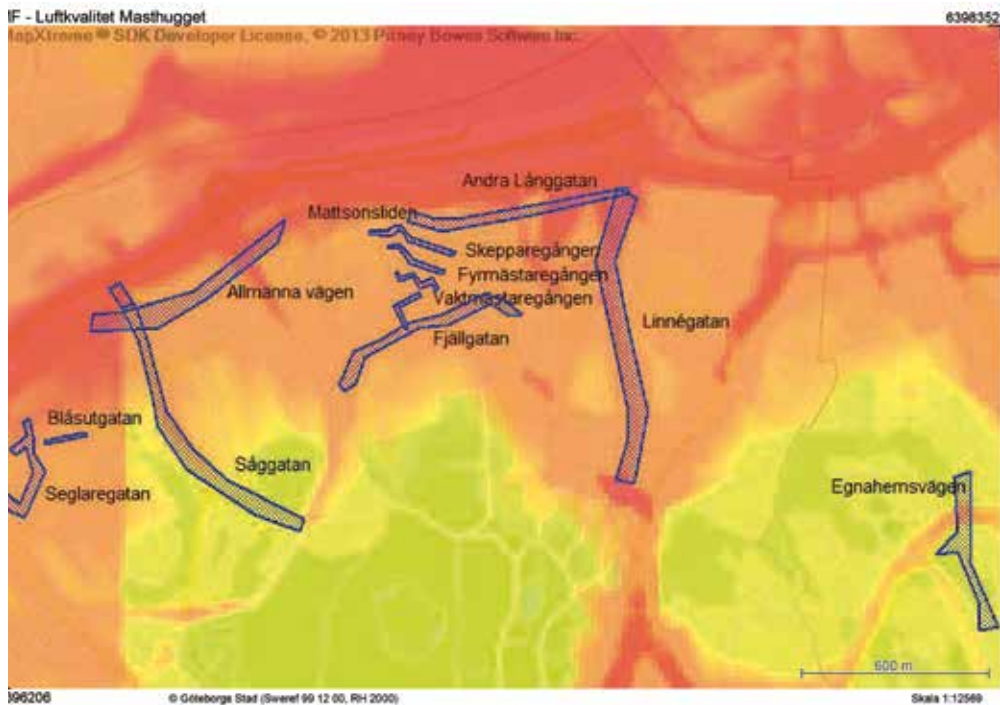 MF - Luftkvalitet Masthugget
6398352
MapXtreme ® SDK Developer License, © 2013 Pitney Bowes Software Inc.
Andra Långgatan
Mattsonsliden
Skepparegången
Fyrmästaregången
Allmänna vägen
Vaktmästaregången
Linnégatan
Fjällgatan
Blåsutgatan
Såggatan
Egnahemsvägen
Seglaregatan
600 m
396206
© Göteborgs Stad (Sweref 99 12 00, RH 2000)
Skala 1:12569